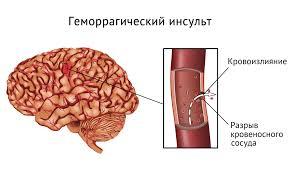 Геморрагический инсульт
Кровоизлияние
Разрыв
кровеносного
сосуда